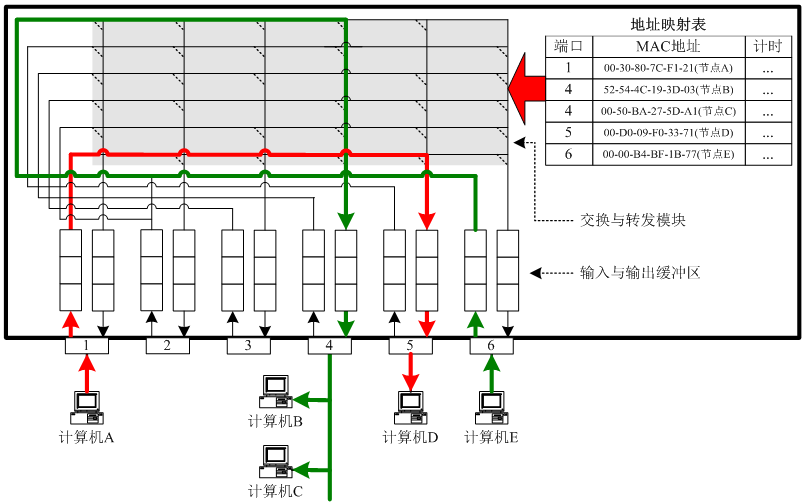 地址映射表
端口 MAC地址 计时
1 00-30-80-7C-F1-21(节点A) ...
4 52-54-4C-19-3D-03(节点B) ...
4 00-50-BA-27-5D-A1(节点C) ...
5 00-D0-09-F0-33-71(节点D) ...
6 00-00-B4-BF-1B-77(节点E) ...
交换与转发模块
输入与输出缓冲区
1 2 3 4 5 6
计算机A
计算机B
计算机D
计算机E
计算机C